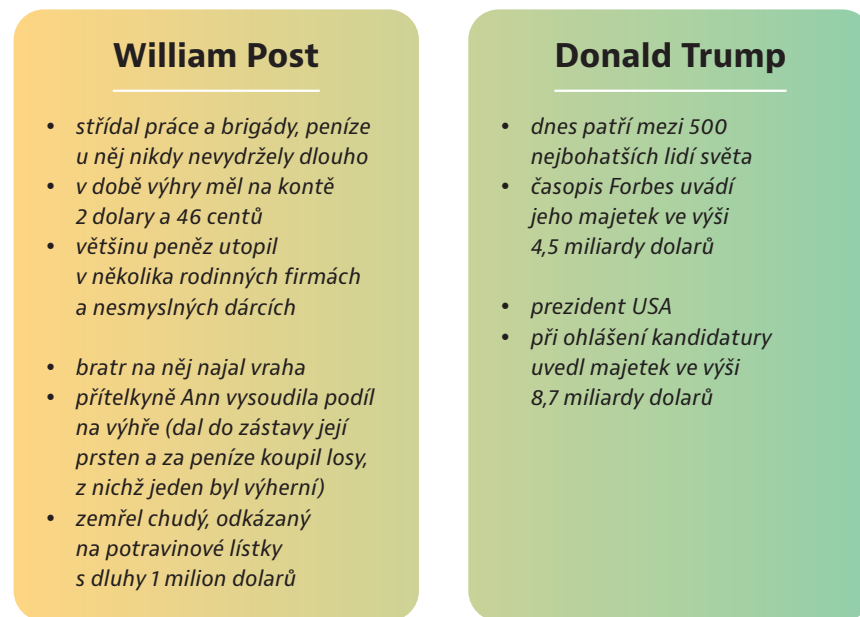 William Post
• střídal práce a brigády, peníze
u něj nikdy nevydržely dlouho
• v době výhry měl na kontě
2 dolary a 46 centů
• většinu peněz utopil
v několika rodinných firmách
a nesmyslných dárcích
• bratr na něj najal vraha
• přítelkyně Ann vysoudila podíl
na výhře (dal do zástavy její
prsten a za peníze koupil losy,
z nichž jeden byl výherní)
• zemřel chudý, odkázaný
na potravinové lístky
s dluhy 1 milion dolarů
Donald Trump
• dnes patří mezi 500
nejbohatších lidí světa
• časopis Forbes uvádí
jeho majetek ve výši
4,5 miliardy dolarů
• prezident USA
• při ohlášení kandidatury
uvedl majetek ve výši
8,7 miliardy dolarů